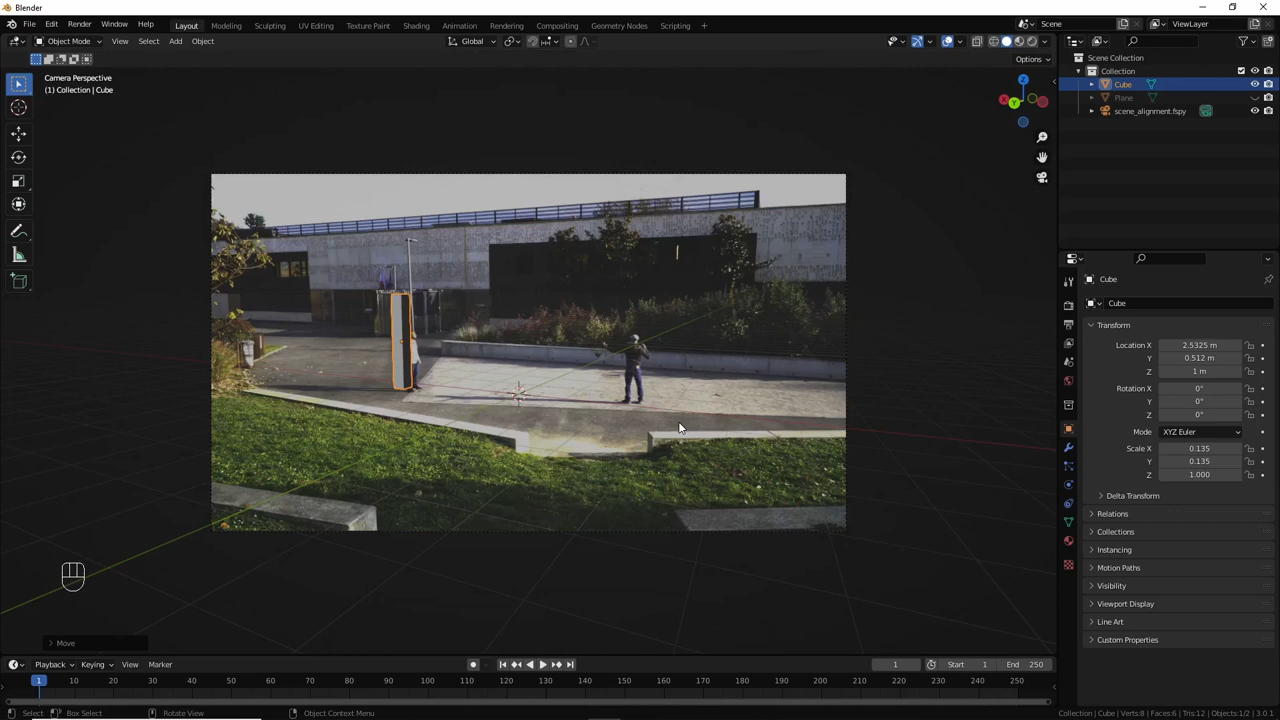 Blender
File Edit Render Window Help Layout Modeling Sculpting UV Editing Texture Paint Shading Animation Rendering Compositing Geometry Nodes Scripting + Scene ViewLayer
Object Mode View Select Add Object Global
Options
Camera Perspective
(1) Collection | Cube
Z
X
Y
Scene Collection
Collection
Cube
Plane
scene_alignment.fspy
Cube
Cube
Transform
Location X 2.5325 m
Y 0.512 m
Z 1 m
Rotation X 0°
Y 0°
Z 0°
Mode XYZ Euler
Scale X 0.135
Y 0.135
Z 1.000
Delta Transform
Relations
Collections
Instancing
Motion Paths
Visibility
Viewport Display
Line Art
Custom Properties
Move
Playback Keying View Marker 1 Start 1 End 250
1 10 20 30 40 50 60 70 80 90 100 110 120 130 140 150 160 170 180 190 200 210 220 230 240 250
Select Box Select Rotate View Object Context Menu Collection | Cube | Verts:8 | Faces:6 | Tris:12 | Objects:1/2 | 3.0.1